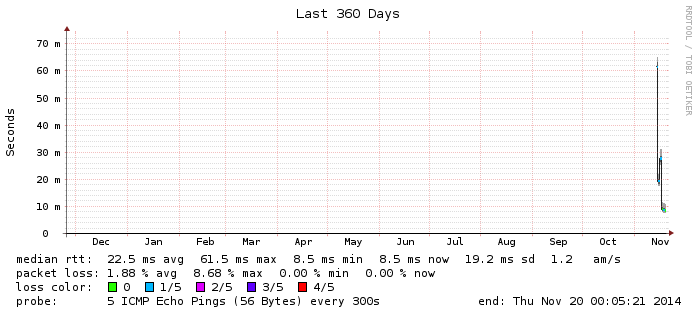 Last 360 Days
RRDTOOL / TOBI OETIKER
Seconds
70 m
60 m
50 m
40 m
30 m
20 m
10 m
0
Dec Jan Feb Mar Apr May Jun Jul Aug Sep Oct Nov
median rtt: 22.5 ms avg 61.5 ms max 8.5 ms min 8.5 ms now 19.2 ms sd 1.2 am/s
packet loss: 1.88 % avg 8.68 % max 0.00 % min 0.00 % now
loss color: 0 1/5 2/5 3/5 4/5
probe: 5 ICMP Echo Pings (56 Bytes) every 300s end: Thu Nov 20 00:05:21 2014